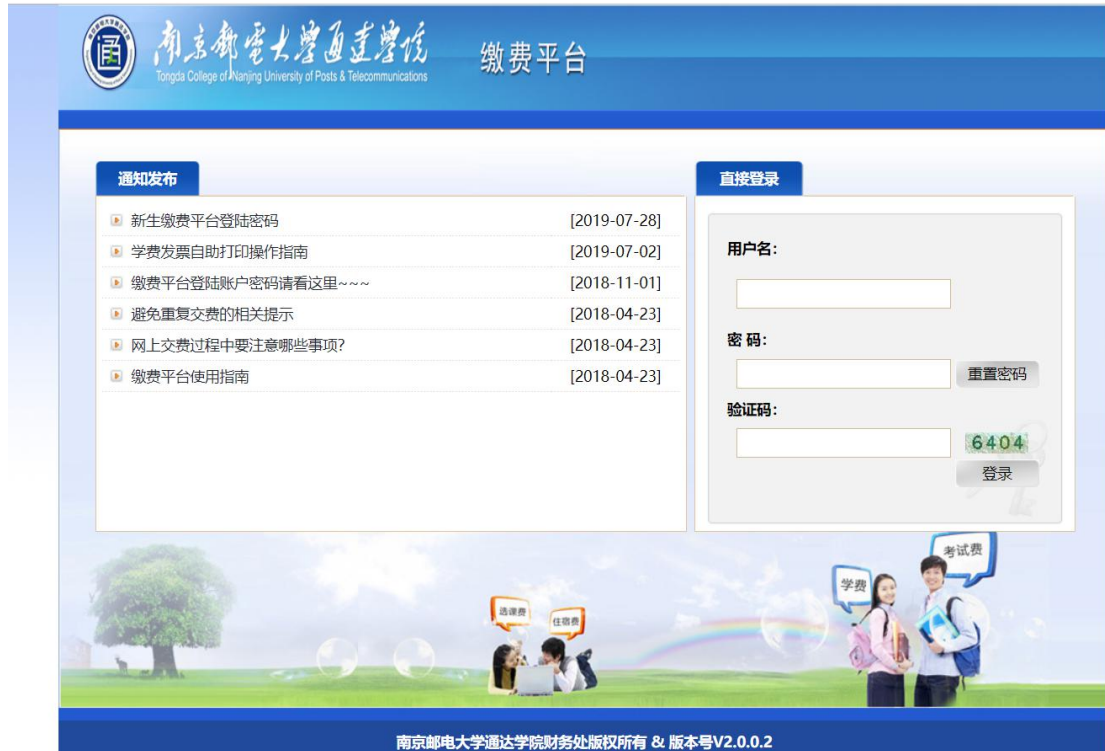 南京邮电大学通达学院
Tongda College of Nanjing University of Posts & Telecommunications
缴费平台
通知发布
新生缴费平台登陆密码 [2019-07-28]
学费发票自助打印操作指南 [2019-07-02]
缴费平台登陆账户密码请看这里~~~ [2018-11-01]
避免重复交费的相关提示 [2018-04-23]
网上交费过程中要注意哪些事项? [2018-04-23]
缴费平台使用指南 [2018-04-23]
直接登录
用户名：
密 码：
重置密码
验证码：
6404
登录
选课费
住宿费
学费
考试费
南京邮电大学通达学院财务处版权所有 & 版本号V2.0.0.2